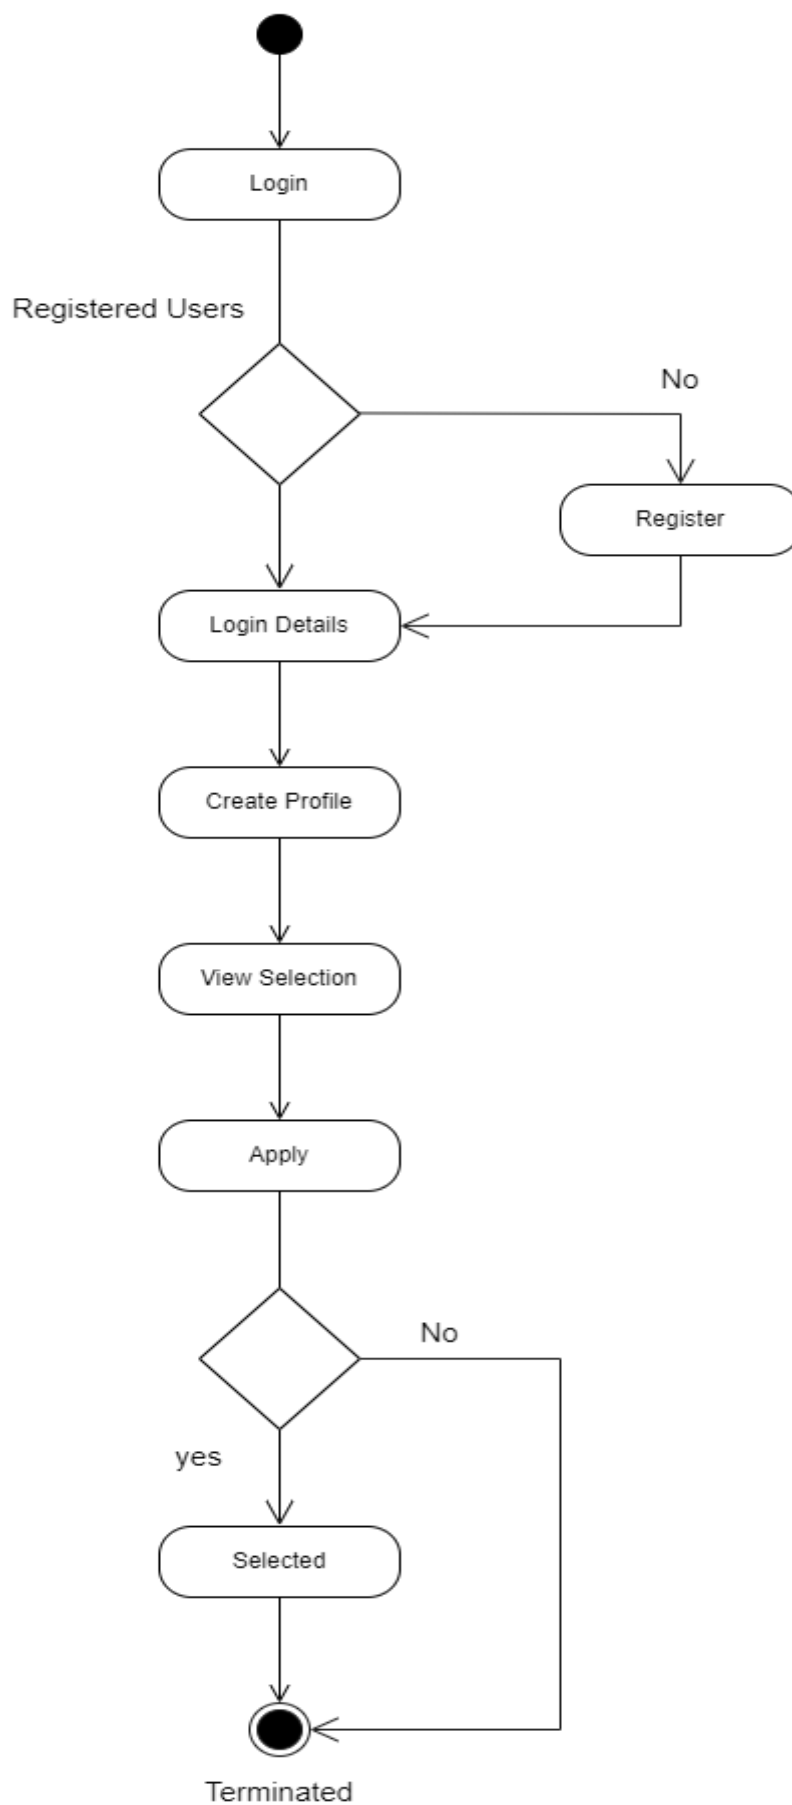 Login
Registered Users
No
Register
Login Details
Create Profile
View Selection
Apply
No
yes
Selected
Terminated